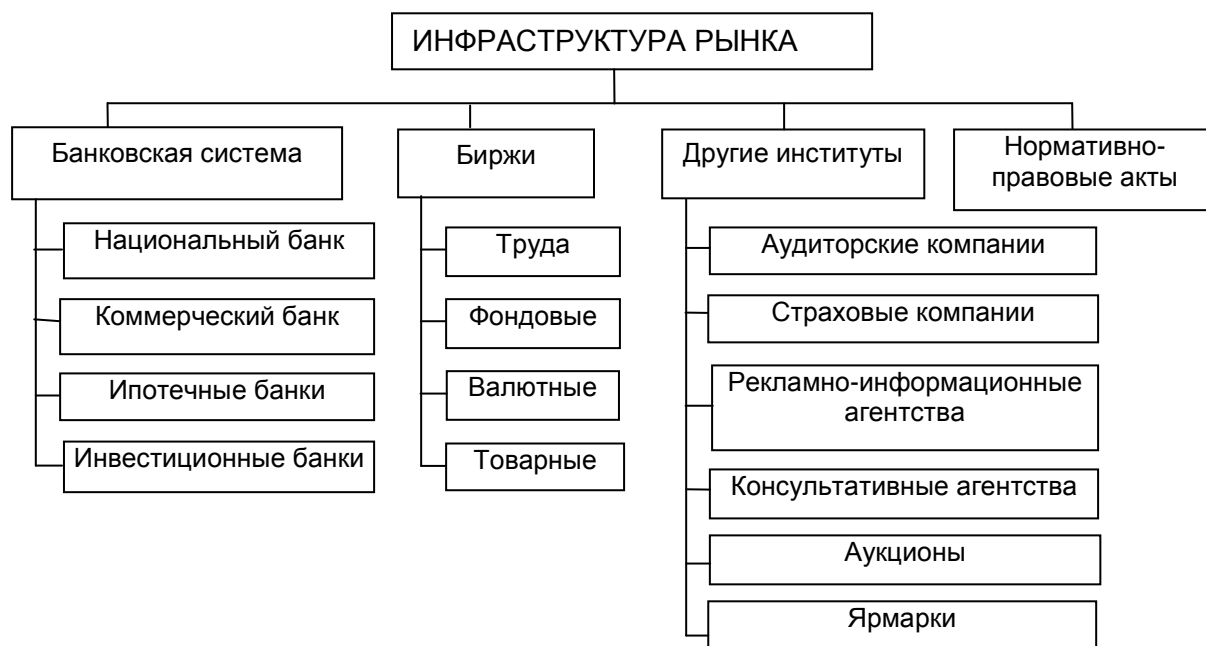 ИНФРАСТРУКТУРА РЫНКА
Банковская система
Национальный банк
Коммерческий банк
Ипотечные банки
Инвестиционные банки
Биржи
Труда
Фондовые
Валютные
Товарные
Другие институты
Аудиторские компании
Страховые компании
Рекламно-информационные
агентства
Консультативные агентства
Аукционы
Ярмарки
Нормативно-
правовые акты